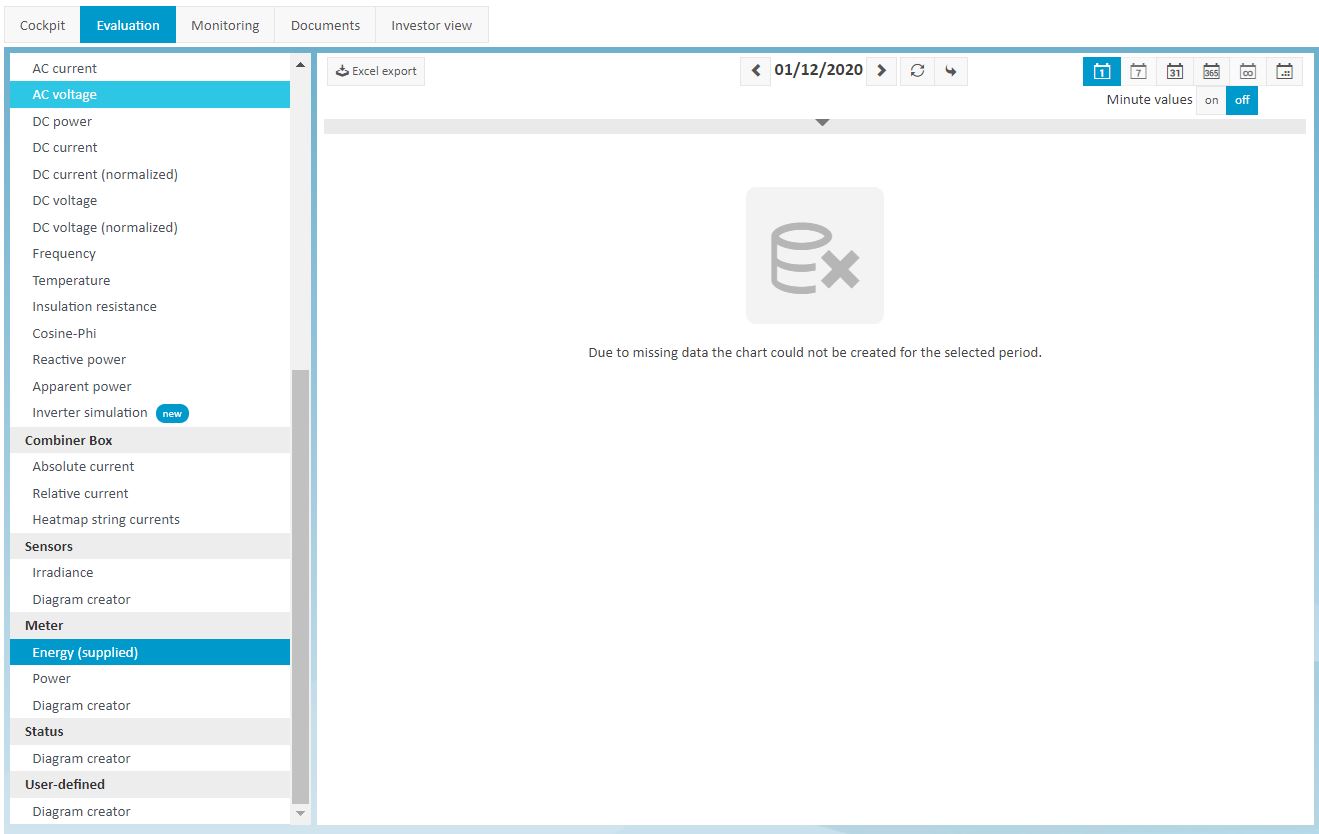 Cockpit Evaluation Monitoring Documents Investor view
AC current
AC voltage
DC power
DC current
DC current (normalized)
DC voltage
DC voltage (normalized)
Frequency
Temperature
Insulation resistance
Cosine-Phi
Reactive power
Apparent power
Inverter simulation new
Combiner Box
Absolute current
Relative current
Heatmap string currents
Sensors
Irradiance
Diagram creator
Meter
Energy (supplied)
Power
Diagram creator
Status
Diagram creator
User-defined
Diagram creator
Excel export 01/12/2020 1 7 31 365 ∞
Minute values on off
Due to missing data the chart could not be created for the selected period.